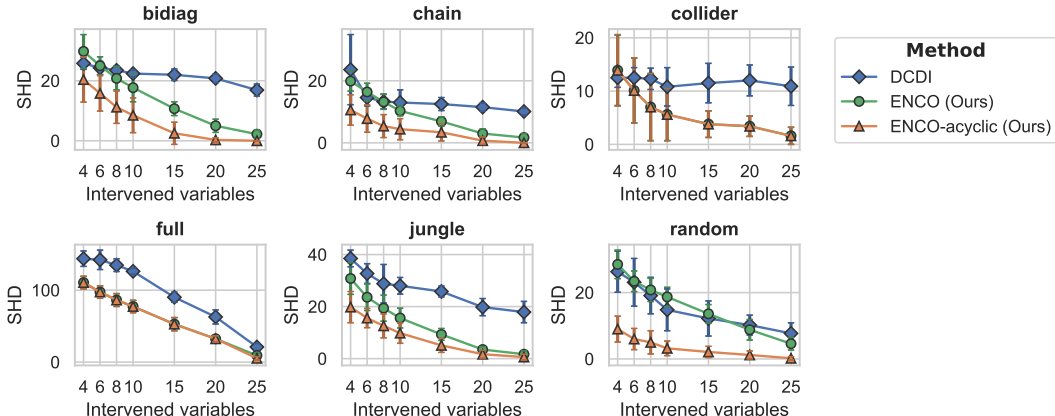 bidiag
chain
collider
SHD
20
0
4 6 8 10 15 20 25
Intervened variables
SHD
20
0
4 6 8 10 15 20 25
Intervened variables
SHD
20
10
0
4 6 8 10 15 20 25
Intervened variables
Method
DCDI
ENCO (Ours)
ENCO-acyclic (Ours)
full
jungle
random
SHD
100
0
4 6 8 10 15 20 25
Intervened variables
SHD
40
20
0
4 6 8 10 15 20 25
Intervened variables
SHD
20
0
4 6 8 10 15 20 25
Intervened variables